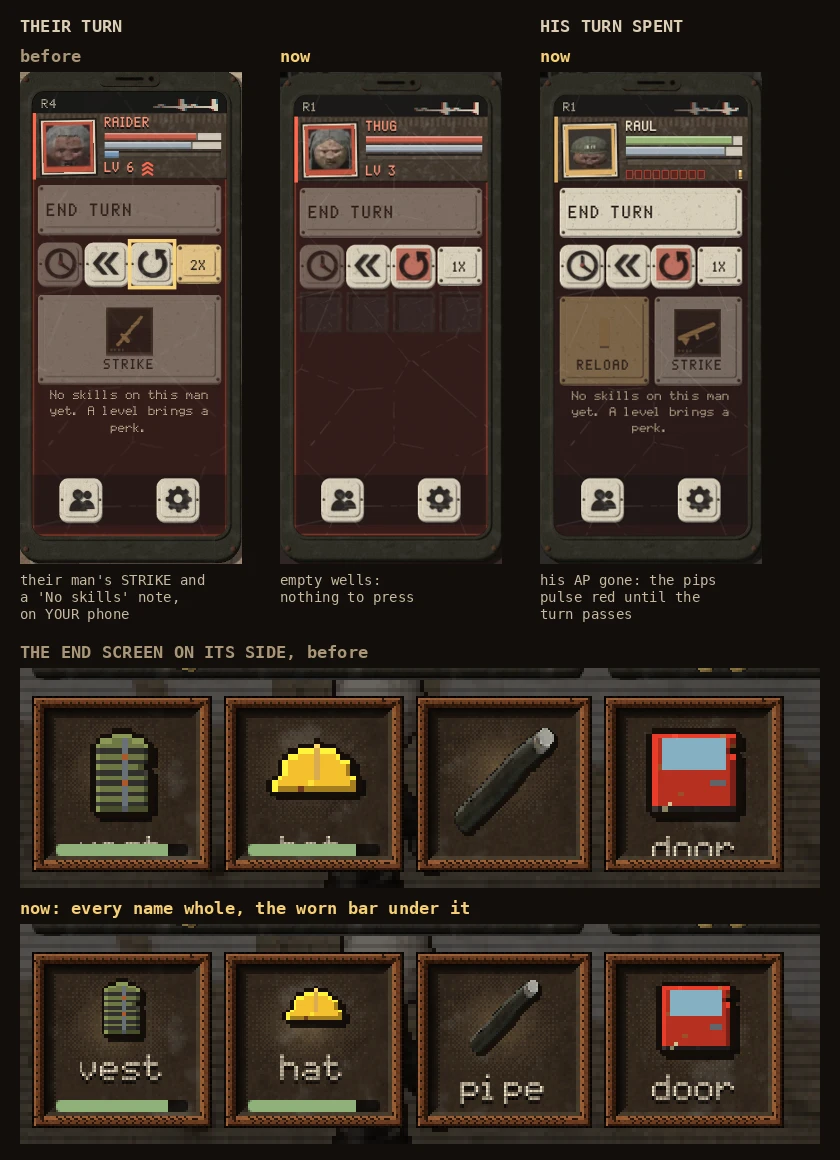 THEIR TURN
HIS TURN SPENT
before
now
now
R4
RAIDER
LV 6
END TURN
2X
STRIKE
No skills on this man
yet. A level brings a
perk.
R1
THUG
LV 3
END TURN
1X
R1
RAUL
END TURN
1X
RELOAD
STRIKE
No skills on this man
yet. A level brings a
perk.
their man's STRIKE and
a 'No skills' note,
on YOUR phone
empty wells:
nothing to press
his AP gone: the pips
pulse red until the
turn passes
THE END SCREEN ON ITS SIDE, before
door
now: every name whole, the worn bar under it
vest
hat
pipe
door